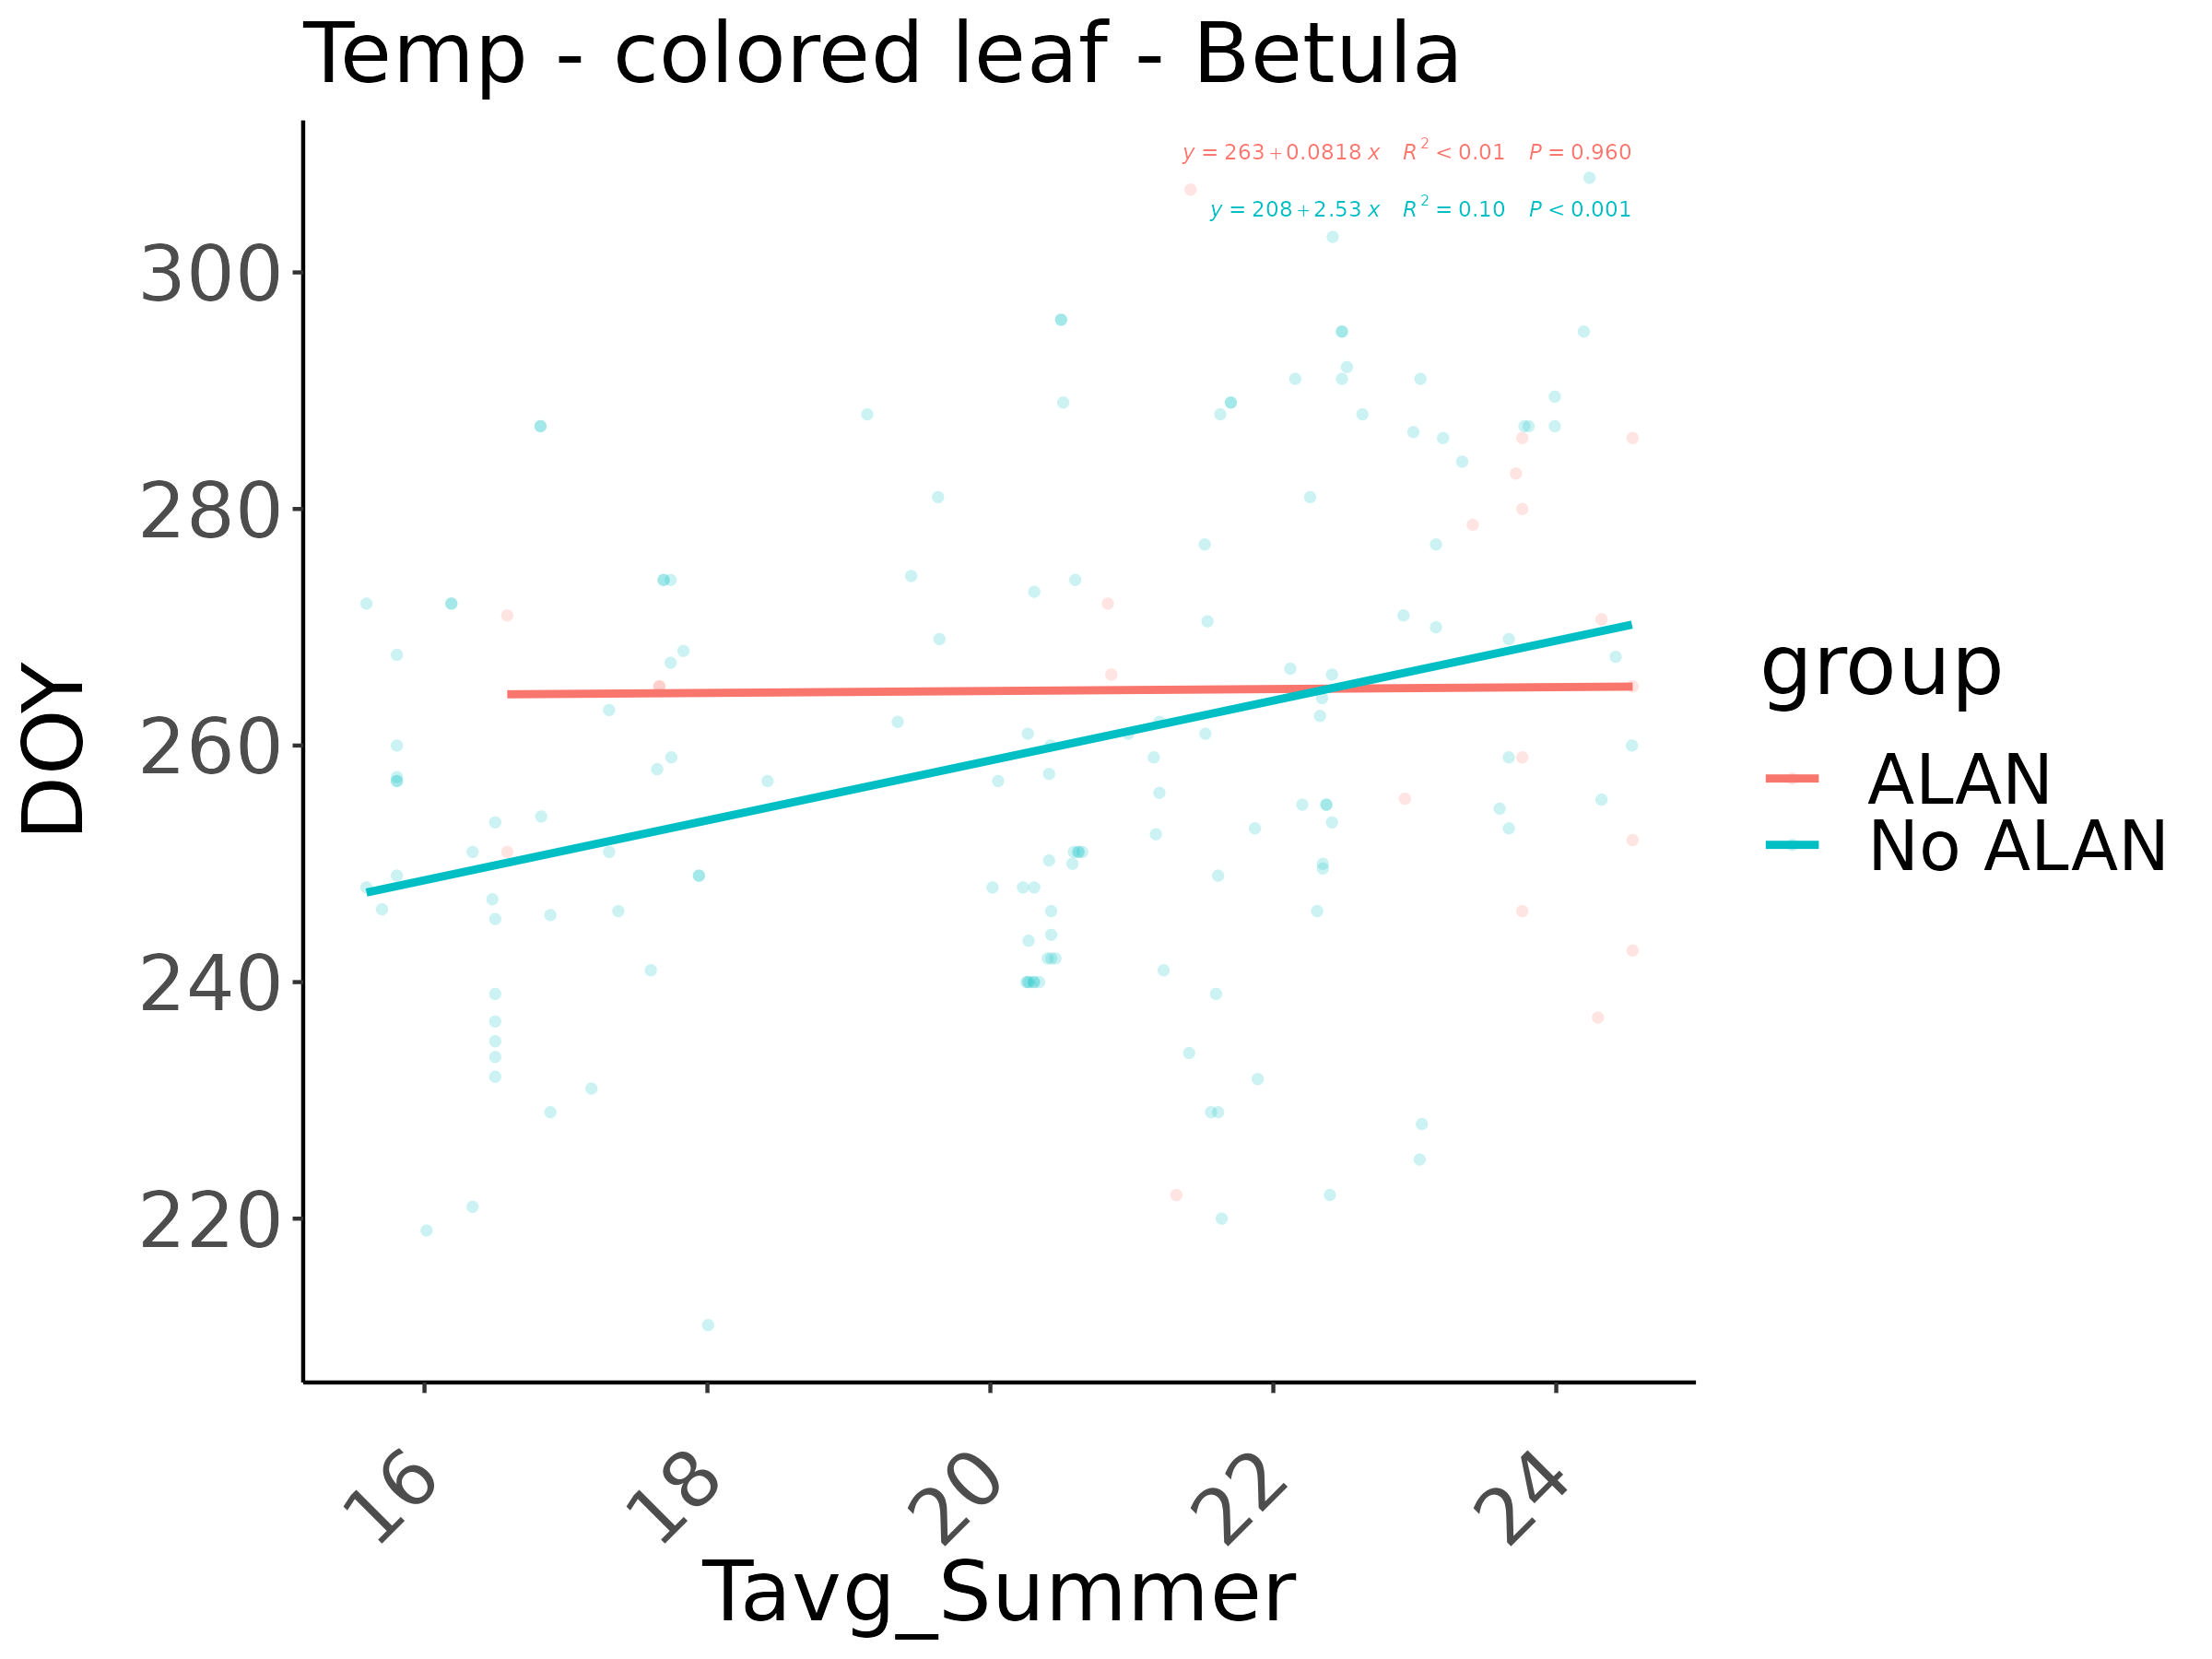 Temp - colored leaf - Betula
y = 263 + 0.0818 x R² < 0.01 P = 0.960
y = 208 + 2.53 x R² = 0.10 P < 0.001
300
280
260
240
220
DOY
16
18
20
22
24
Tavg_Summer
group
ALAN
No ALAN